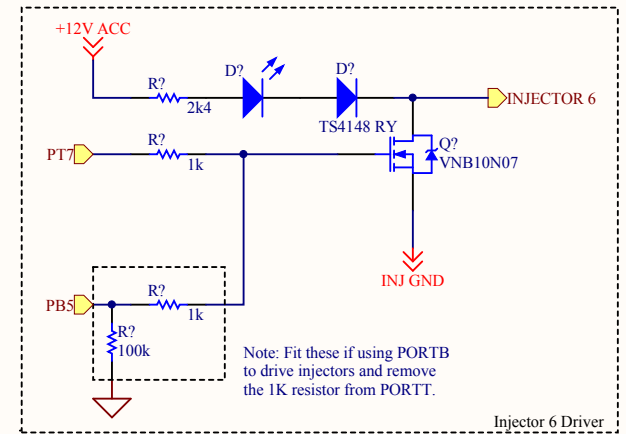 +12V ACC
R?
2k4
D?
D?
TS4148 RY
INJECTOR 6
PT7
R?
1k
Q?
VNB10N07
INJ GND
PB5
R?
1k
R?
100k
Note: Fit these if using PORTB
to drive injectors and remove
the 1K resistor from PORTT.
Injector 6 Driver